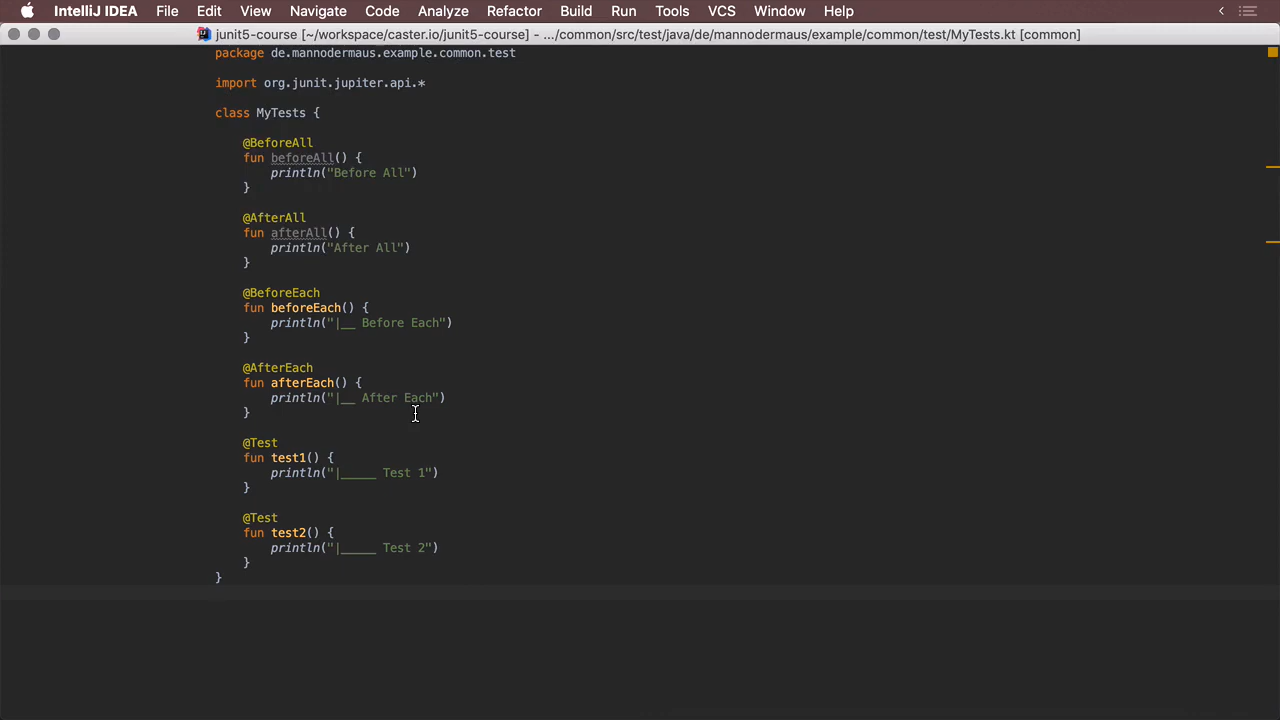 IntelliJ IDEA File Edit View Navigate Code Analyze Refactor Build Run Tools VCS Window Help
junit5-course [~/workspace/caster.io/junit5-course] - .../common/src/test/java/de/mannodermaus/example/common/test/MyTests.kt [common]
package de.mannodermaus.example.common.test
import org.junit.jupiter.api.*
class MyTests {
@BeforeAll
fun beforeAll() {
println("Before All")
}
@AfterAll
fun afterAll() {
println("After All")
}
@BeforeEach
fun beforeEach() {
println("|__ Before Each")
}
@AfterEach
fun afterEach() {
println("|__ After Each")
}
@Test
fun test1() {
println("|_____ Test 1")
}
@Test
fun test2() {
println("|_____ Test 2")
}
}